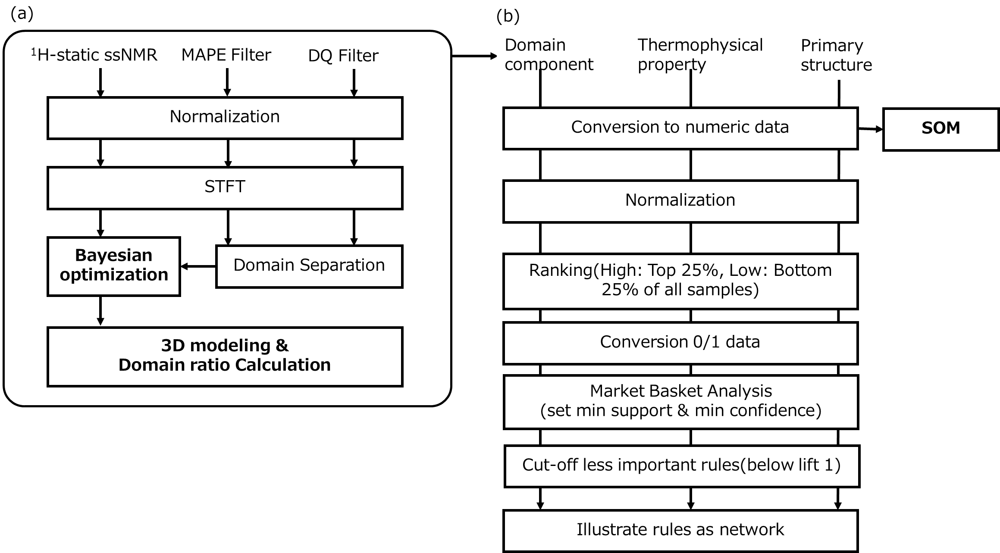 (a)
¹H-static ssNMR
MAPE Filter
DQ Filter
Normalization
STFT
Bayesian
optimization
Domain Separation
3D modeling &
Domain ratio Calculation
(b)
Domain
component
Thermophysical
property
Primary
structure
Conversion to numeric data
SOM
Normalization
Ranking(High: Top 25%, Low: Bottom
25% of all samples)
Conversion 0/1 data
Market Basket Analysis
(set min support & min confidence)
Cut-off less important rules(below lift 1)
Illustrate rules as network